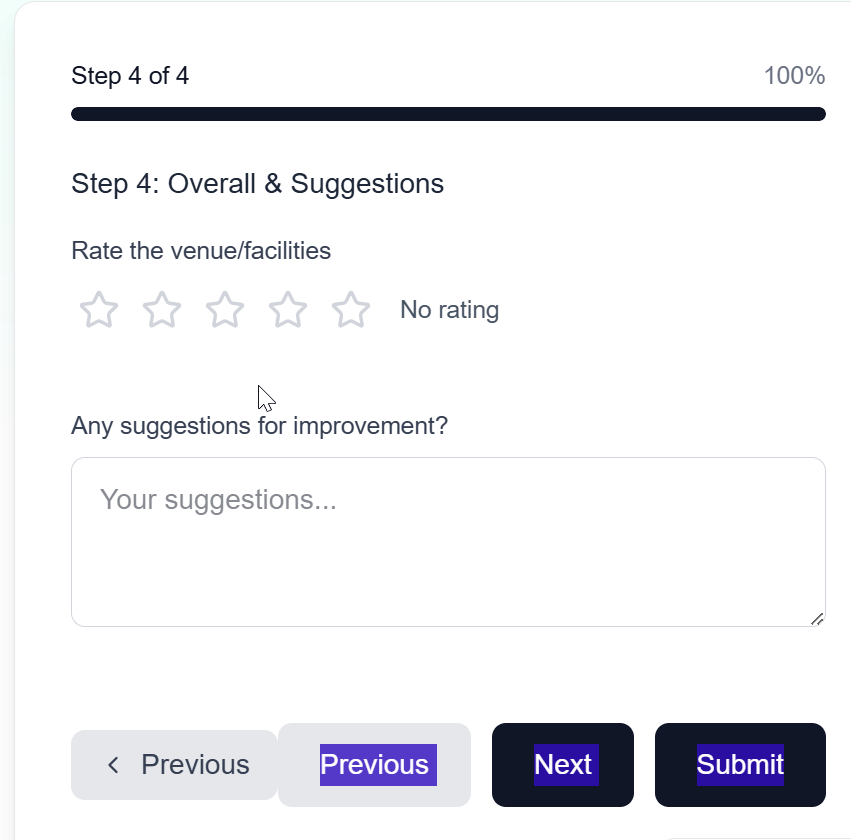 Step 4 of 4 100%
Step 4: Overall & Suggestions
Rate the venue/facilities
No rating
Any suggestions for improvement?
Your suggestions...
Previous Previous Next Submit